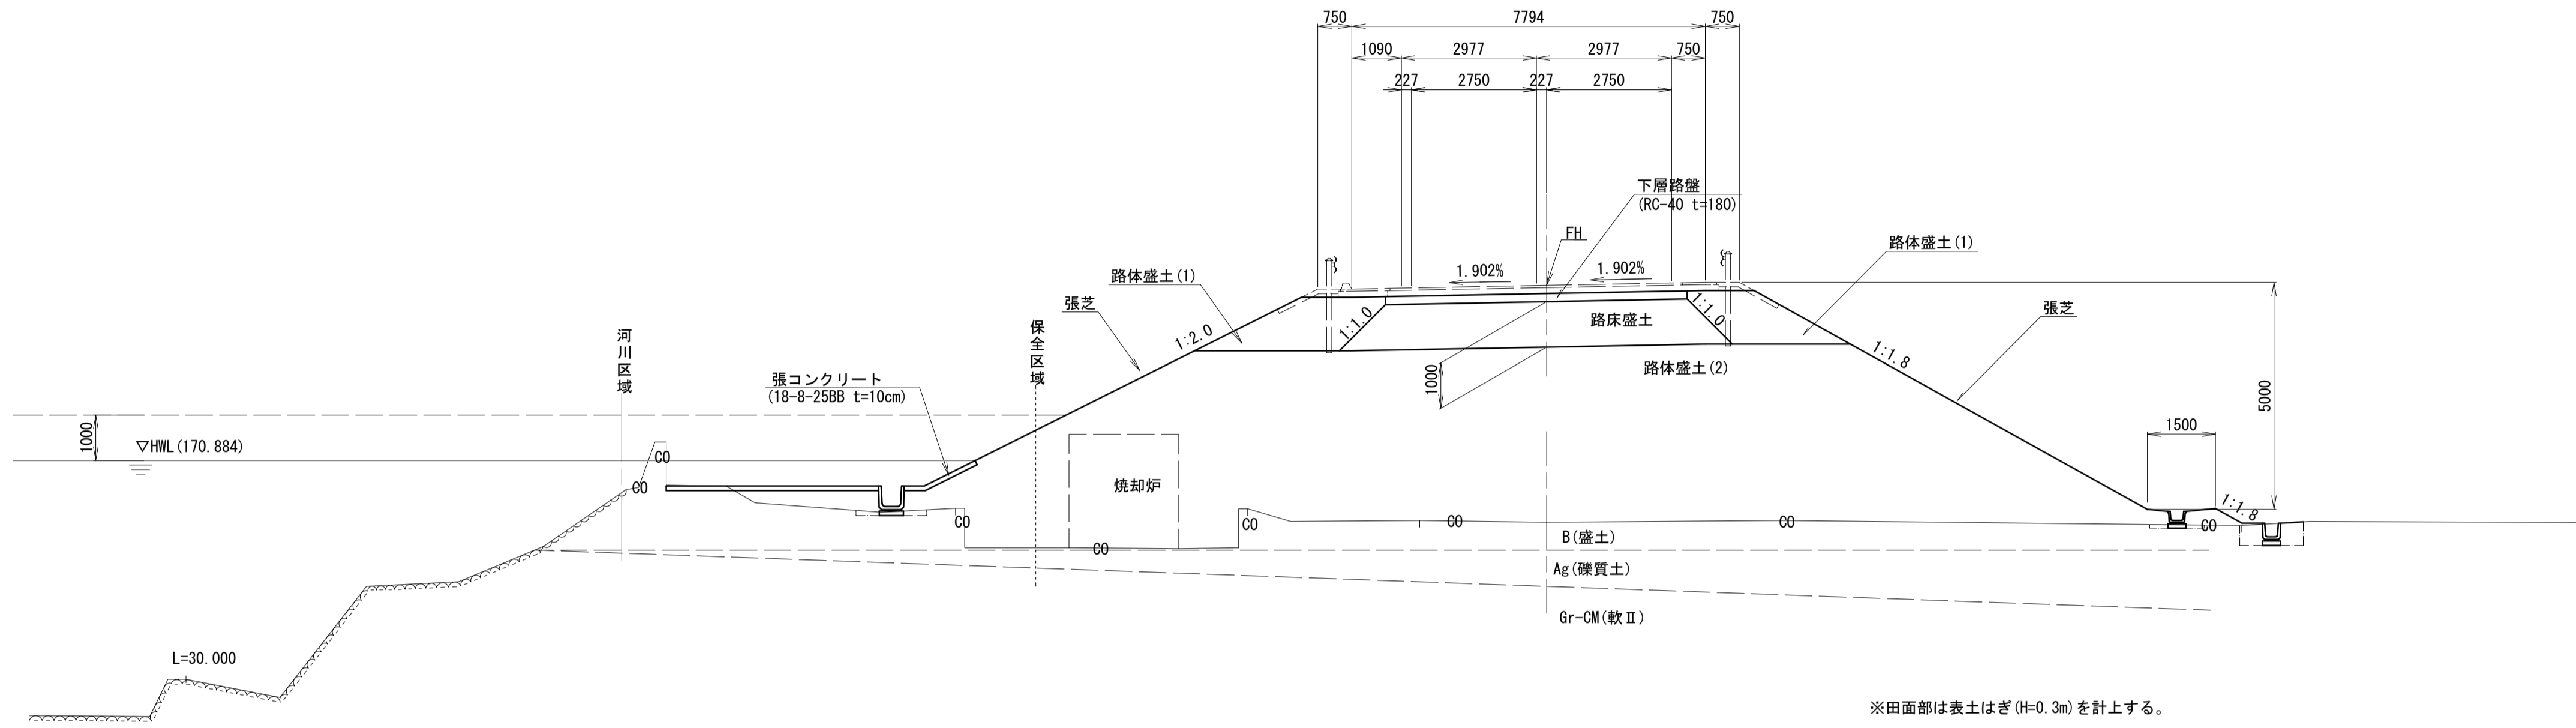 750
7794
750
1090
2977
2977
750
227
2750
227
2750
下層路盤
(RC-40 t=180)
FH
路体盛土(1)
1.902%
1.902%
路体盛土(1)
張芝
張芝
1:2.0
1:1.0
1:1.0
路床盛土
河川区域
保全区域
1:1.8
路体盛土(2)
張コンクリート
(18-8-25BB t=10cm)
1000
5000
1000
▽HWL(170.884)
1500
CO
CO
焼却炉
1:1.8
CO
CO
CO
CO
CO
B(盛土)
CO
Ag(礫質土)
Gr-CM(軟Ⅱ)
L=30.000
※田面部は表土はぎ(H=0.3m)を計上する。